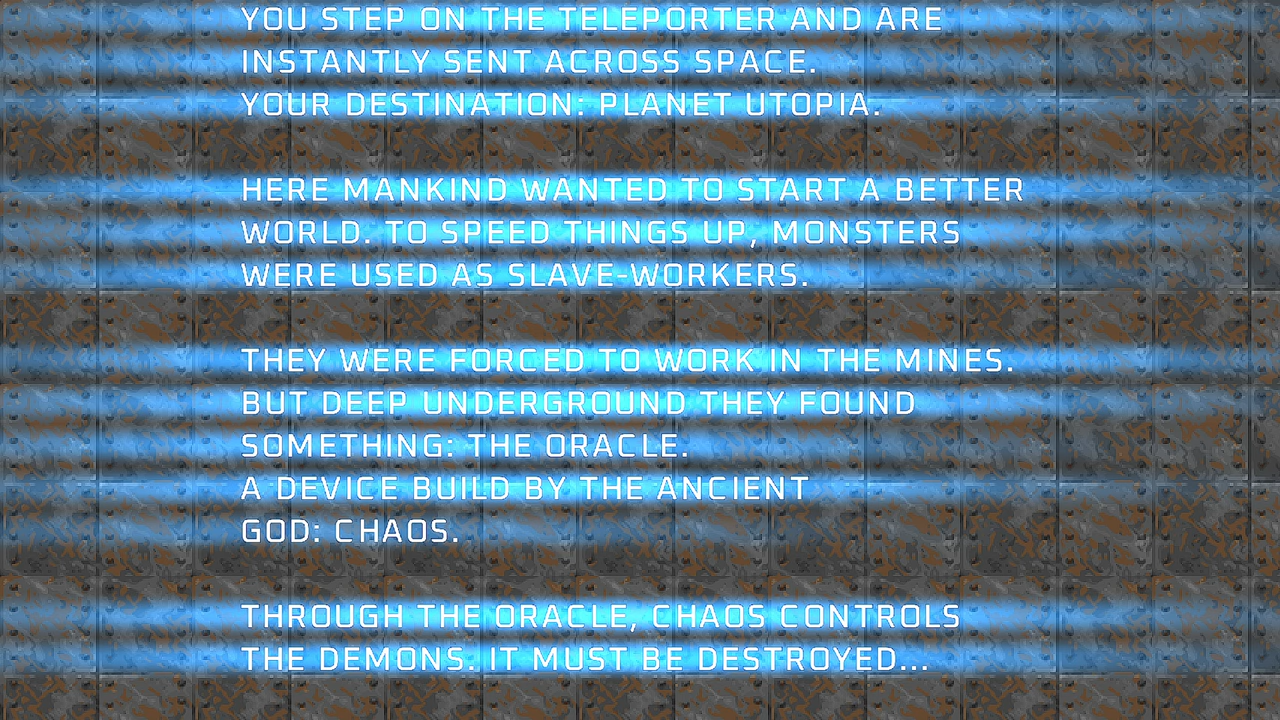 YOU STEP ON THE TELEPORTER AND ARE
INSTANTLY SENT ACROSS SPACE.
YOUR DESTINATION: PLANET UTOPIA.
HERE MANKIND WANTED TO START A BETTER
WORLD. TO SPEED THINGS UP, MONSTERS
WERE USED AS SLAVE-WORKERS.
THEY WERE FORCED TO WORK IN THE MINES.
BUT DEEP UNDERGROUND THEY FOUND
SOMETHING: THE ORACLE.
A DEVICE BUILD BY THE ANCIENT
GOD: CHAOS.
THROUGH THE ORACLE, CHAOS CONTROLS
THE DEMONS. IT MUST BE DESTROYED...